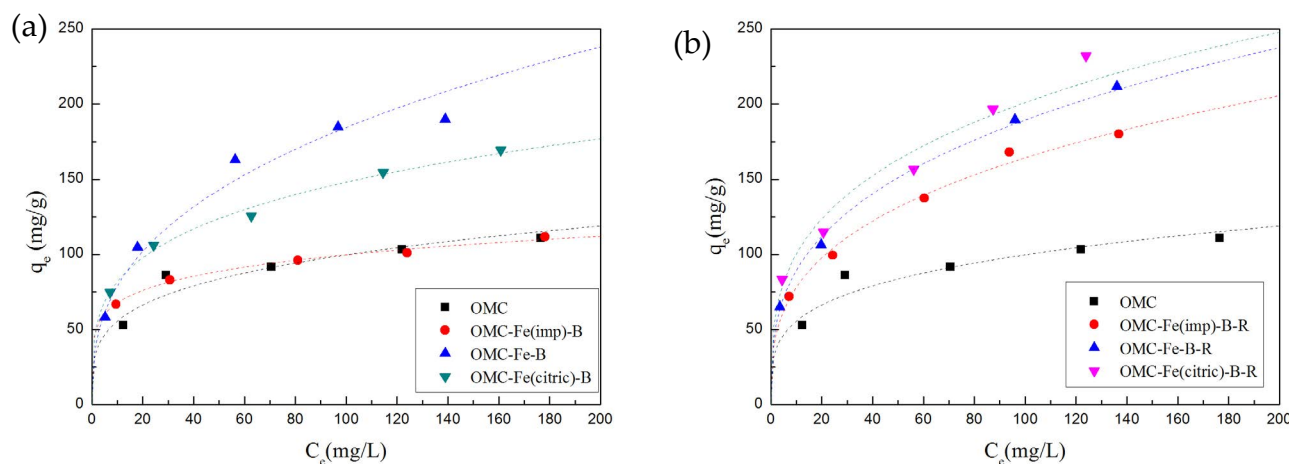 (a)
250
200
150
100
50
0
q_e (mg/g)
OMC
OMC-Fe(imp)-B
OMC-Fe-B
OMC-Fe(citric)-B
0 20 40 60 80 100 120 140 160 180 200
C_e(mg/L)
(b)
250
200
150
100
50
0
q_e(mg/g)
OMC
OMC-Fe(imp)-B-R
OMC-Fe-B-R
OMC-Fe(citric)-B-R
0 20 40 60 80 100 120 140 160 180 200
C_e(mg/L)